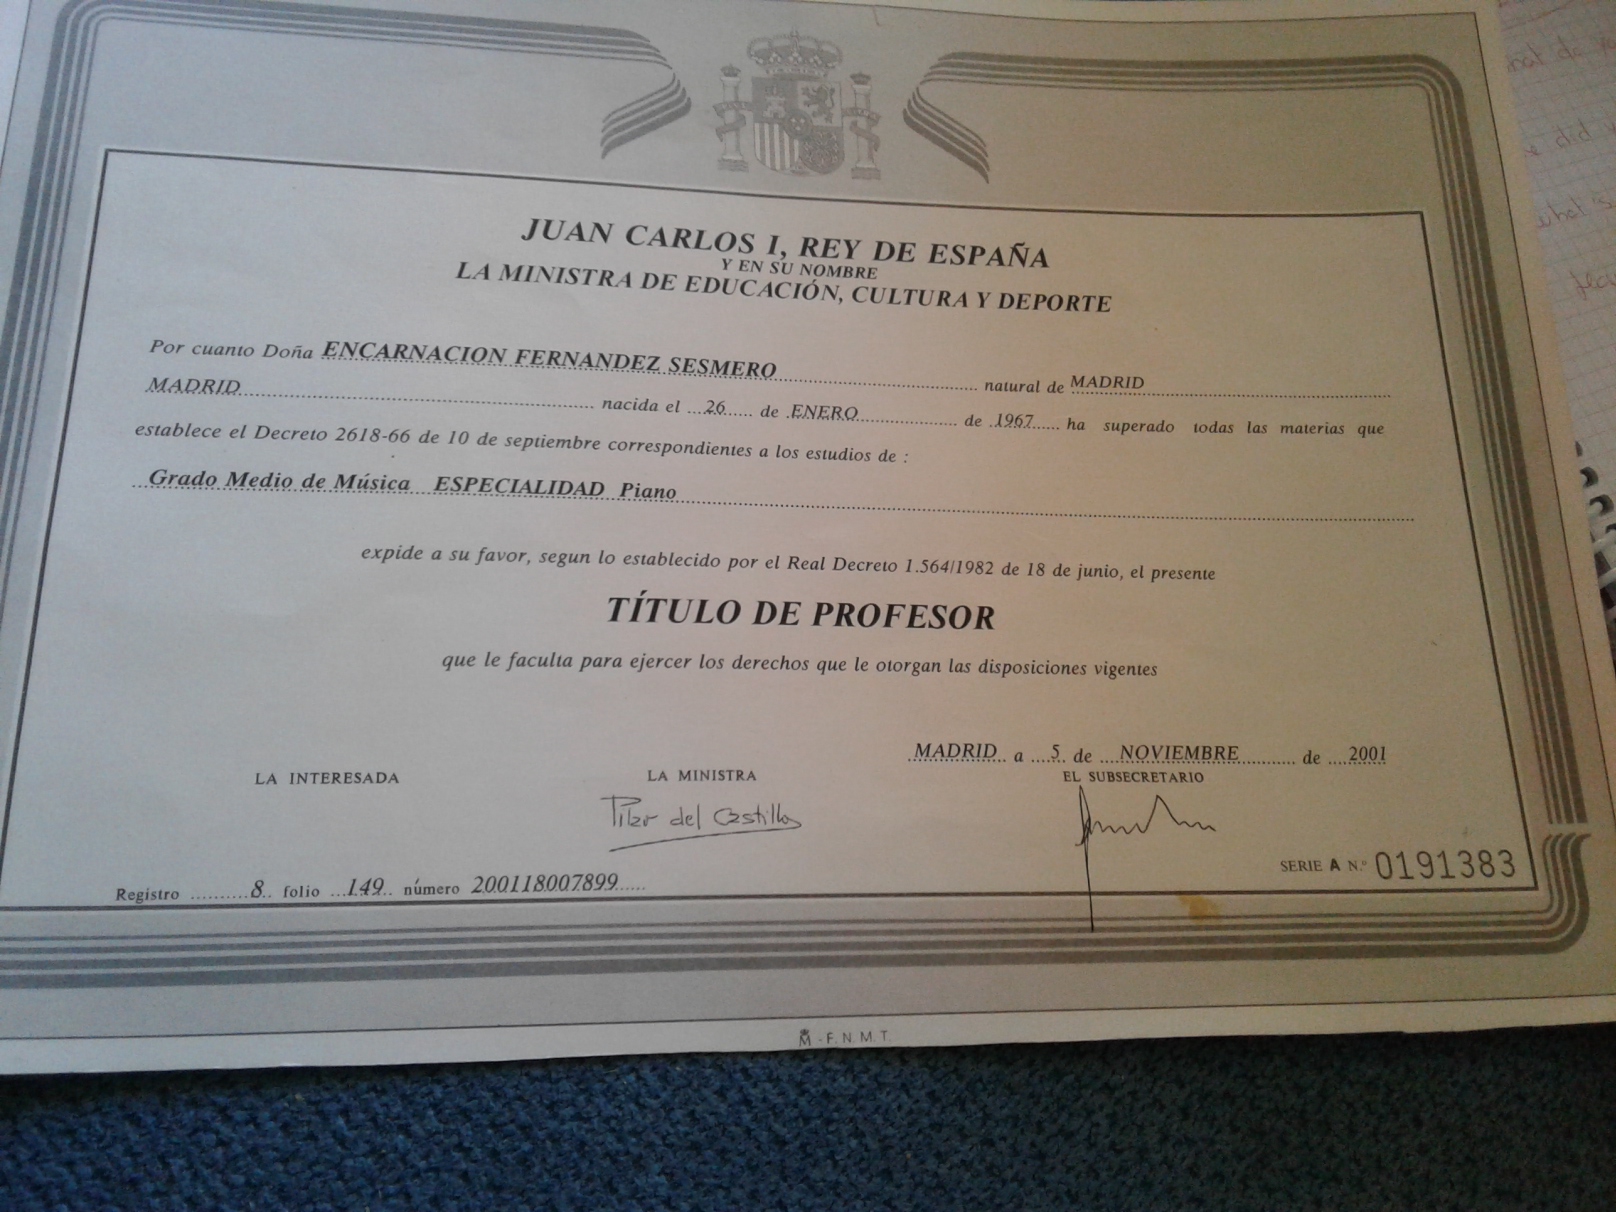 JUAN CARLOS I, REY DE ESPAÑA
Y EN SU NOMBRE
LA MINISTRA DE EDUCACIÓN, CULTURA Y DEPORTE
Por cuanto Doña ENCARNACION FERNANDEZ SESMERO natural de MADRID
MADRID nacida el 26 de ENERO de 1967 ha superado todas las materias que
establece el Decreto 2618-66 de 10 de septiembre correspondientes a los estudios de :
Grado Medio de Música ESPECIALIDAD Piano
expide a su favor, segun lo establecido por el Real Decreto 1.564/1982 de 18 de junio, el presente
TÍTULO DE PROFESOR
que le faculta para ejercer los derechos que le otorgan las disposiciones vigentes
MADRID a 5 de NOVIEMBRE de 2001
LA INTERESADA LA MINISTRA EL SUBSECRETARIO
Pilar del Castillo
SERIE A N.º 0191383
Registro 8 folio 149 número 200118007899
M - F. N. M. T.
did
what's